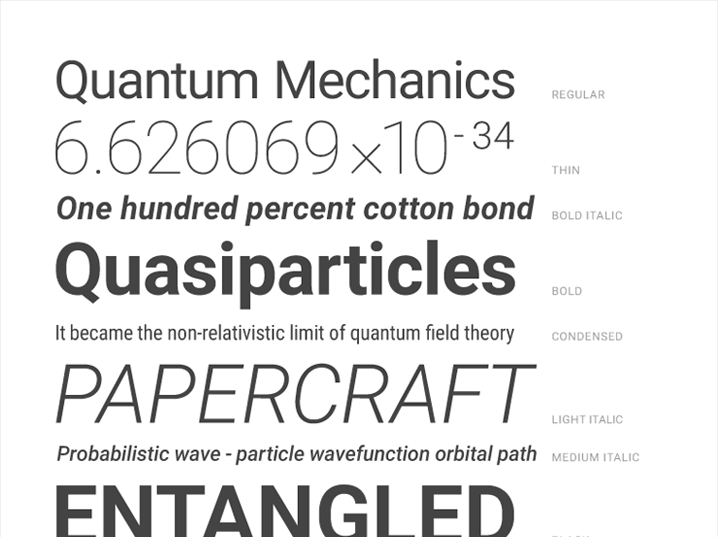 Quantum Mechanics REGULAR
6.626069×10-34 THIN
One hundred percent cotton bond BOLD ITALIC
Quasiparticles BOLD
It became the non-relativistic limit of quantum field theory CONDENSED
PAPERCRAFT LIGHT ITALIC
Probabilistic wave - particle wavefunction orbital path MEDIUM ITALIC
ENTANGLED